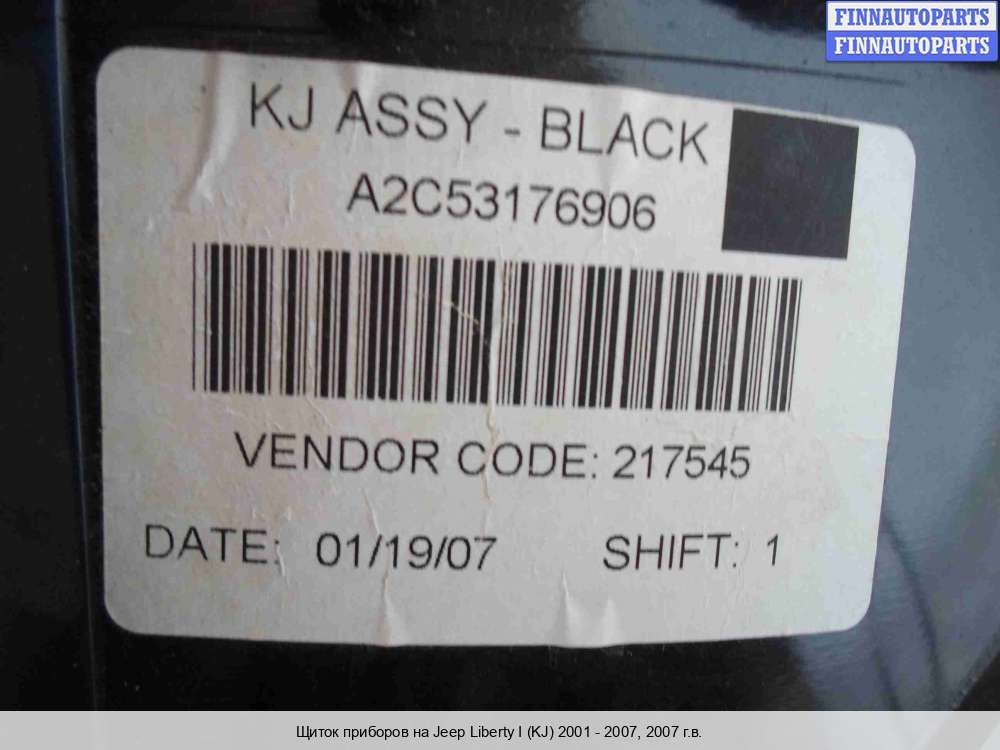 FINNAUTOPARTS
FINNAUTOPARTS
KJ ASSY - BLACK
A2C53176906
VENDOR CODE: 217545
DATE: 01/19/07 SHIFT: 1
Щиток приборов на Jeep Liberty I (KJ) 2001 - 2007, 2007 г.в.